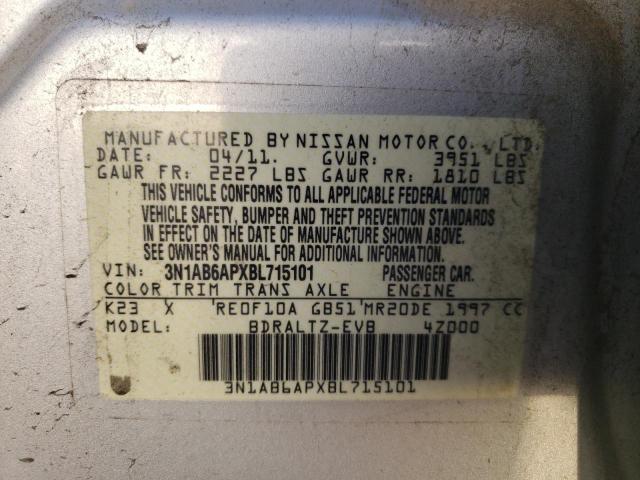 MANUFACTURED BY NISSAN MOTOR CO., LTD.
DATE: 04/11. GVWR: 3951 LBS
GAWR FR: 2227 LBS GAWR RR: 1810 LBS
THIS VEHICLE CONFORMS TO ALL APPLICABLE FEDERAL MOTOR
VEHICLE SAFETY, BUMPER AND THEFT PREVENTION STANDARDS
IN EFFECT ON THE DATE OF MANUFACTURE SHOWN ABOVE.
SEE OWNER'S MANUAL FOR ADDITIONAL INFORMATION.
VIN: 3N1AB6APXBL715101 PASSENGER CAR.
COLOR TRIM TRANS AXLE ENGINE
K23 X 'RE0F10A GB51'MR20DE 1997 CC
MODEL: BDRALTZ-EVB 4Z000
3N1AB6APXBL715101